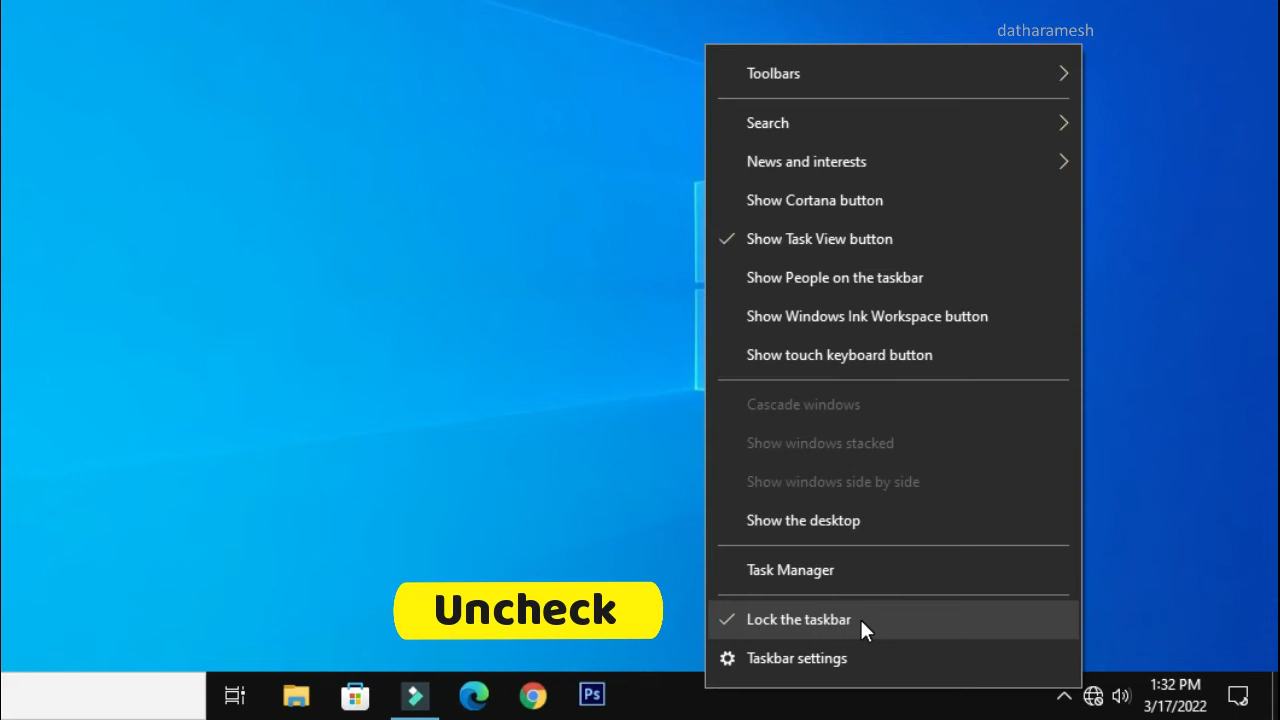 datharamesh
Toolbars
Search
News and interests
Show Cortana button
Show Task View button
Show People on the taskbar
Show Windows Ink Workspace button
Show touch keyboard button
Cascade windows
Show windows stacked
Show windows side by side
Show the desktop
Task Manager
Uncheck
Lock the taskbar
Taskbar settings
Ps
1:32 PM
3/17/2022